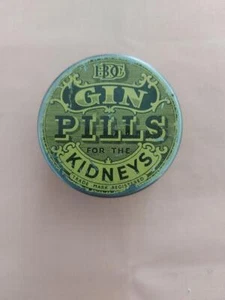 GIN
PILLS
FOR THE
KIDNEYS
TRADE MARK REGISTERED